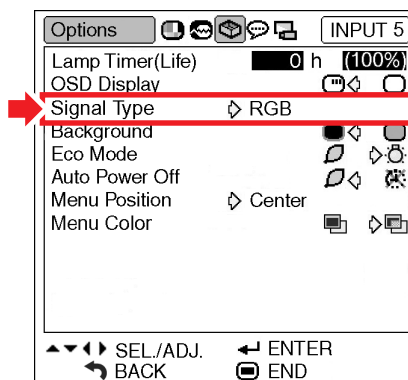 Options INPUT 5
Lamp Timer(Life) 0 h (100%)
OSD Display
Signal Type RGB
Background
Eco Mode
Auto Power Off
Menu Position Center
Menu Color
SEL./ADJ. ENTER
BACK END